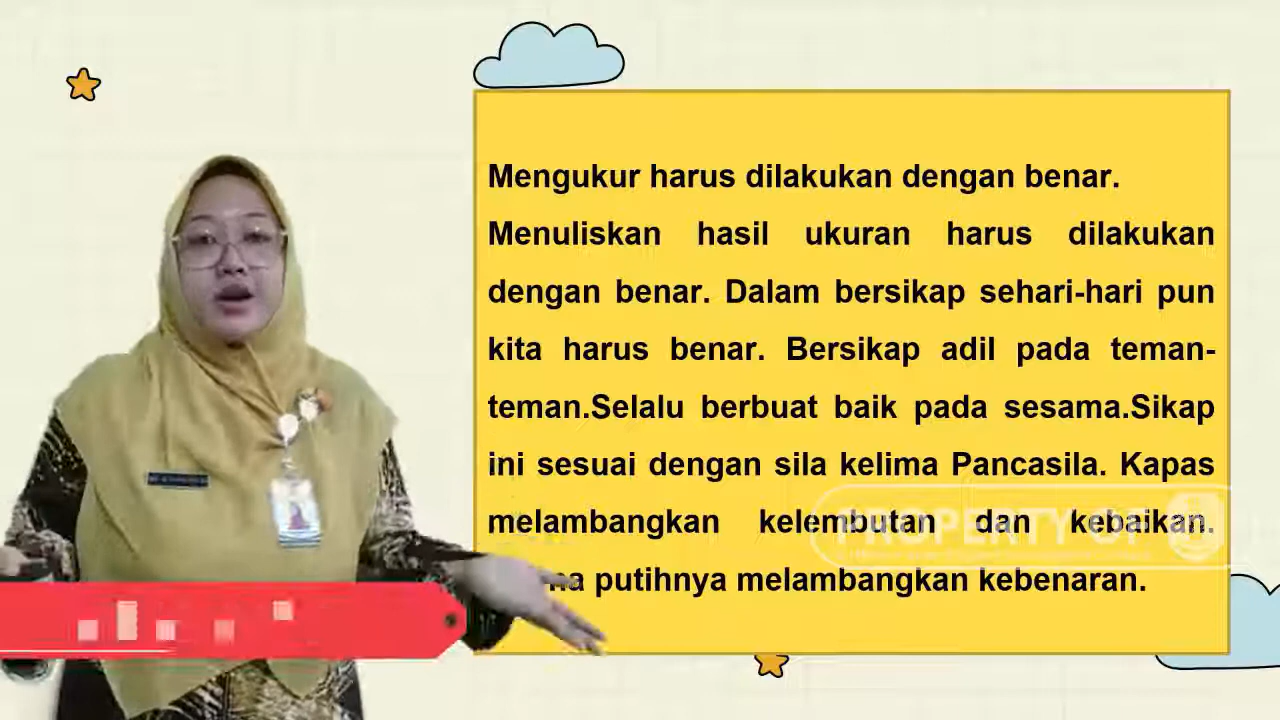 Mengukur harus dilakukan dengan benar.
Menuliskan hasil ukuran harus dilakukan
dengan benar. Dalam bersikap sehari-hari pun
kita harus benar. Bersikap adil pada teman-
teman.Selalu berbuat baik pada sesama.Sikap
ini sesuai dengan sila kelima Pancasila. Kapas
melambangkan kelembutan dan kebaikan.
putihnya melambangkan kebenaran.
PROPERTY OF